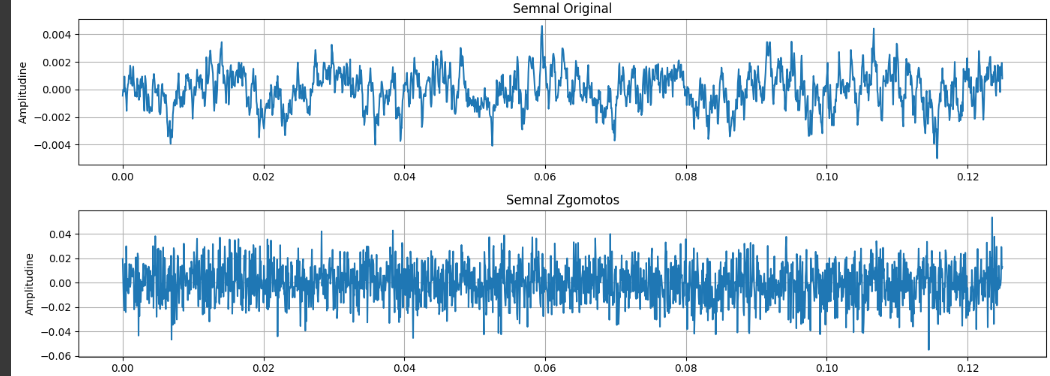 Semnal Original
Amplitudine
0.004
0.002
0.000
−0.002
−0.004
0.00 0.02 0.04 0.06 0.08 0.10 0.12
Semnal Zgomotos
Amplitudine
0.04
0.02
0.00
−0.02
−0.04
−0.06
0.00 0.02 0.04 0.06 0.08 0.10 0.12